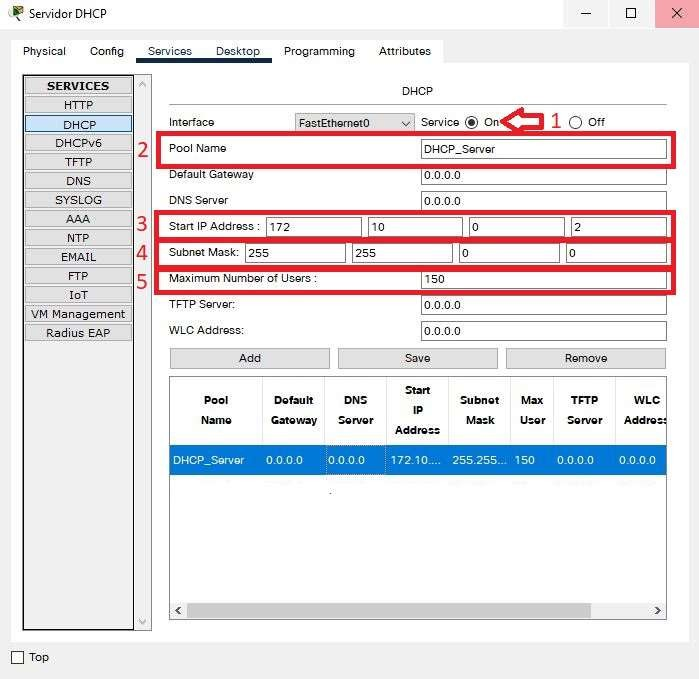 Servidor DHCP
Physical Config Services Desktop Programming Attributes
SERVICES
HTTP
DHCP
DHCPv6
TFTP
DNS
SYSLOG
AAA
NTP
EMAIL
FTP
IoT
VM Management
Radius EAP
DHCP
Interface FastEthernet0 Service On 1 Off
2 Pool Name DHCP_Server
Default Gateway 0.0.0.0
DNS Server 0.0.0.0
3 Start IP Address : 172 10 0 2
4 Subnet Mask: 255 255 0 0
5 Maximum Number of Users : 150
TFTP Server: 0.0.0.0
WLC Address: 0.0.0.0
Add Save Remove
Pool Name Default Gateway DNS Server Start IP Address Subnet Mask Max User TFTP Server WLC Address
DHCP_Server 0.0.0.0 0.0.0.0 172.10.... 255.255... 150 0.0.0.0 0.0.0.0
Top